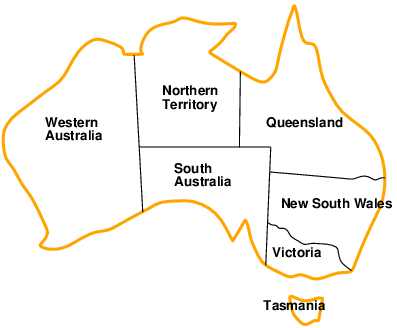 Northern
Territory
Western
Australia
Queensland
South
Australia
New South Wales
Victoria
Tasmania